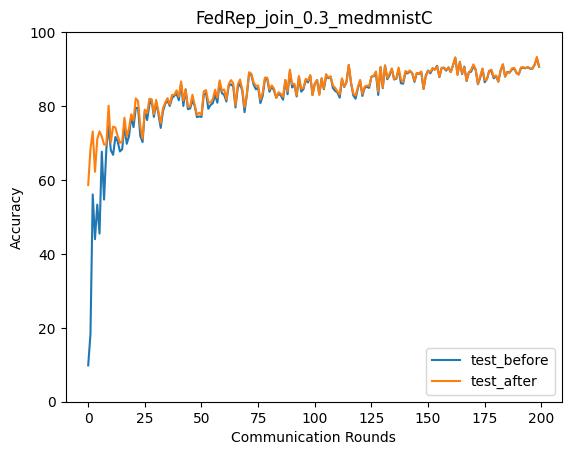 FedRep_join_0.3_medmnistC
100
80
60
40
20
0
Accuracy
0 25 50 75 100 125 150 175 200
Communication Rounds
test_before
test_after